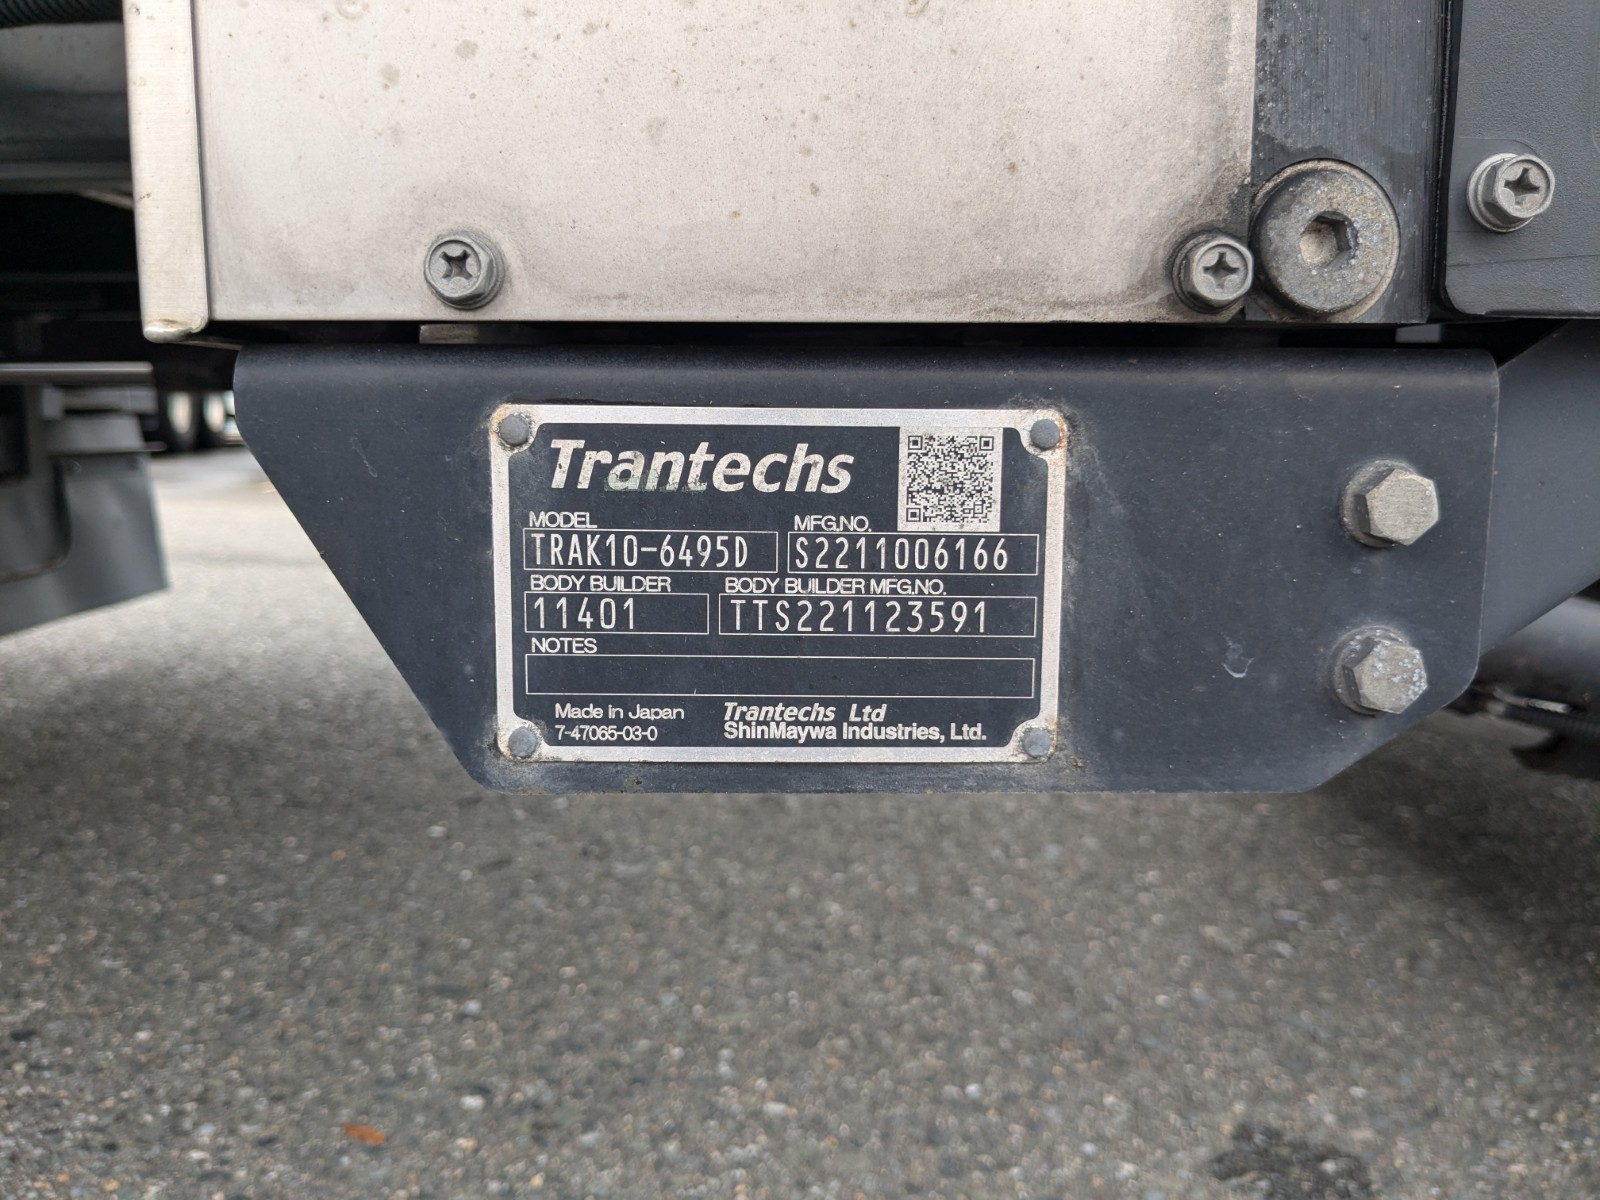 Trantechs
MODEL
TRAK10-6495D
MFG.NO.
S2211006166
BODY BUILDER
11401
BODY BUILDER MFG.NO.
TTS221123591
NOTES
Made in Japan
7-47065-03-0
Trantechs Ltd
ShinMaywa Industries, Ltd.